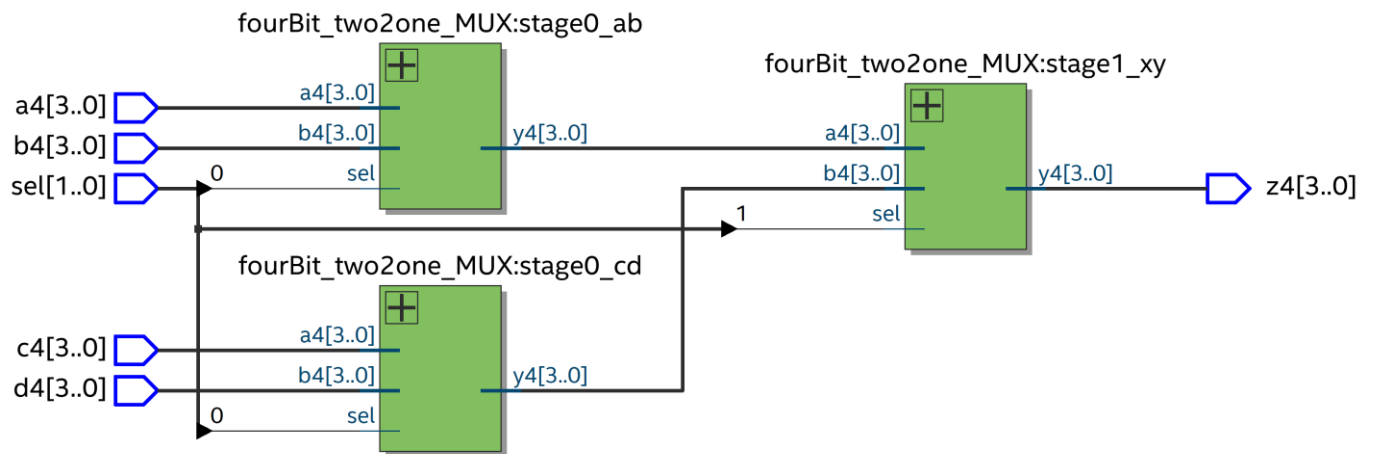 fourBit_two2one_MUX:stage0_ab
a4[3..0]
a4[3..0]
b4[3..0]
b4[3..0]
y4[3..0]
sel[1..0]
0
sel
fourBit_two2one_MUX:stage1_xy
a4[3..0]
b4[3..0]
y4[3..0]
z4[3..0]
1
sel
fourBit_two2one_MUX:stage0_cd
c4[3..0]
a4[3..0]
d4[3..0]
b4[3..0]
y4[3..0]
0
sel